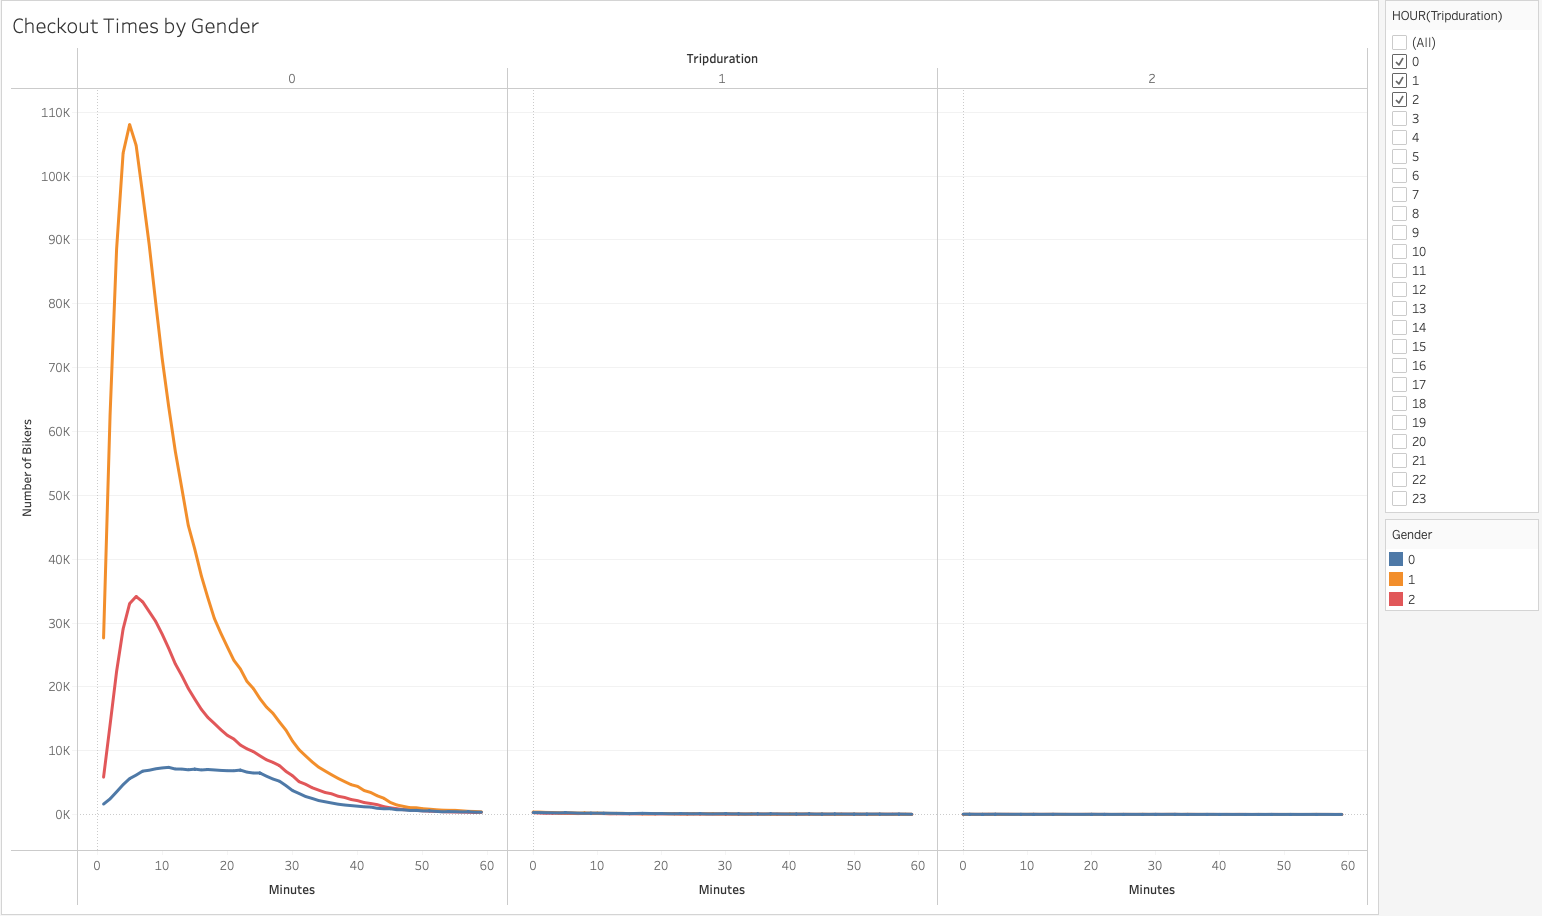 Checkout Times by Gender
Tripduration
0 1 2
110K
100K
90K
80K
70K
60K
50K
40K
30K
20K
10K
0K
Number of Bikers
0 10 20 30 40 50 60 0 10 20 30 40 50 60 0 10 20 30 40 50 60
Minutes Minutes Minutes
HOUR(Tripduration)
(All)
0
1
2
3
4
5
6
7
8
9
10
11
12
13
14
15
16
17
18
19
20
21
22
23
Gender
0
1
2